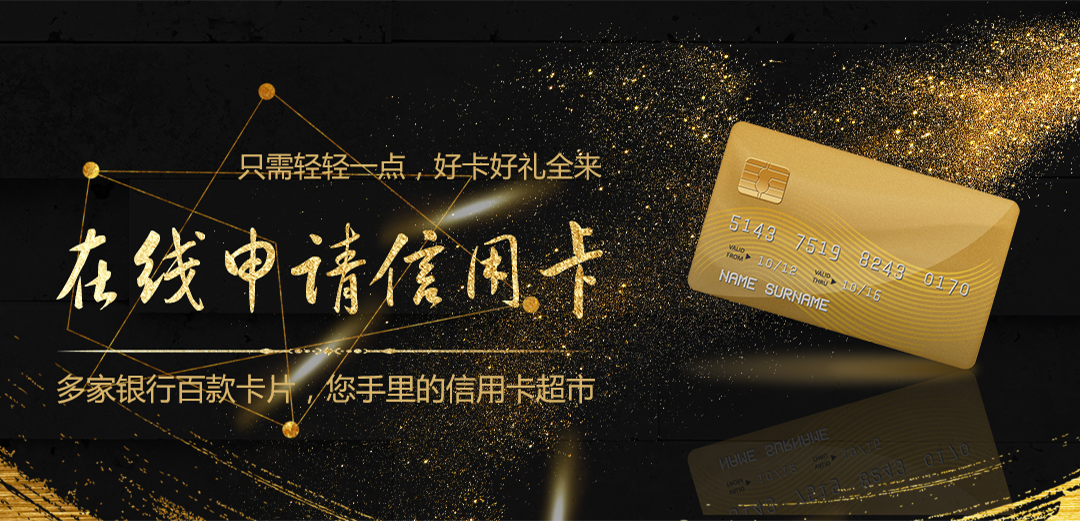 只需轻轻一点，好卡好礼全来
在线申请信用卡
多家银行百款卡片，您手里的信用卡超市
5143 7519 8243 0170
VALID FROM ▶ 10/12 VALID THRU ▶ 10/16
NAME SURNAME